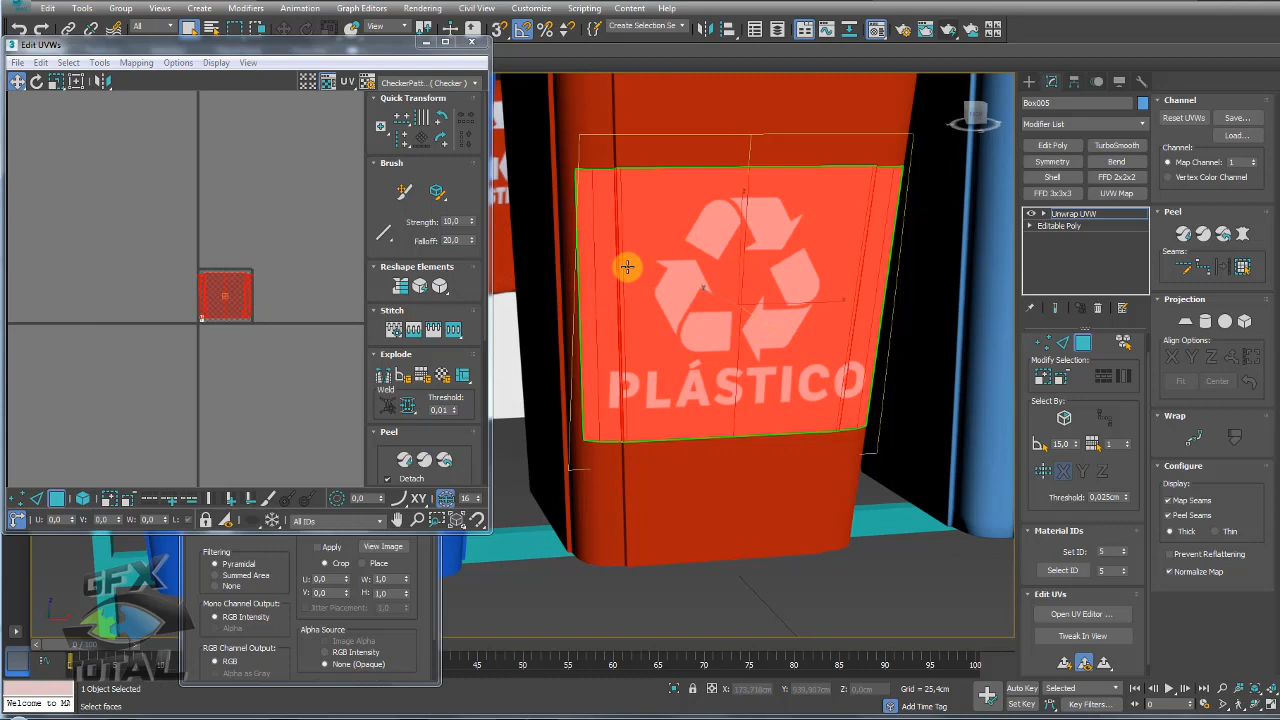 Edit Tools Group Views Create Modifiers Animation Graph Editors Rendering Civil View Customize Scripting Content Help
All View Create Selection Se
3 Edit UVWs
File Edit Select Tools Mapping Options Display View
UV CheckerPatt... ( Checker )
Quick Transform
Brush
Strength: 10,0
Falloff: 20,0
Reshape Elements
Stitch
Explode
Weld
Threshold:
0,01
Peel
Detach
0,0 XY 16
U: 0,0 V: 0,0 W: 0,0 L: All IDs
PLÁSTICO
Box005
Modifier List
Edit Poly TurboSmooth
Symmetry Bend
Shell FFD 2x2x2
FFD 3x3x3 UVW Map
Unwrap UVW
Editable Poly
Modify Selection:
Select By:
15,0 1
X Y Z
Threshold: 0,025cm
Material IDs
Set ID: 5
Select ID 5
Edit UVs
Open UV Editor ...
Tweak In View
Channel
Reset UVWs Save...
Load...
Channel:
Map Channel: 1
Vertex Color Channel
Peel
Seams:
Projection
Align Options:
X Y Z
Fit Center
Wrap
Configure
Display:
Map Seams
Peel Seams
Thick Thin
Prevent Reflattening
Normalize Map
Filtering
Pyramidal
Summed Area
None
Mono Channel Output:
RGB Intensity
Alpha
RGB Channel Output:
RGB
Alpha as Gray
Apply View Image
Crop Place
U: 0,0 W: 1,0
V: 0,0 H: 1,0
Jitter Placement: 1,0
Alpha Source
Image Alpha
RGB Intensity
None (Opaque)
GFX
TOTAL
0 / 100
45 50 55 60 65 70 75 80 85 90 95 100
Welcome to MA
1 Object Selected
Select faces
X: 173,718cm Y: 939,907cm Z: 0,0cm Grid = 25,4cm
Add Time Tag
Auto Key Selected
Set Key Key Filters... 0